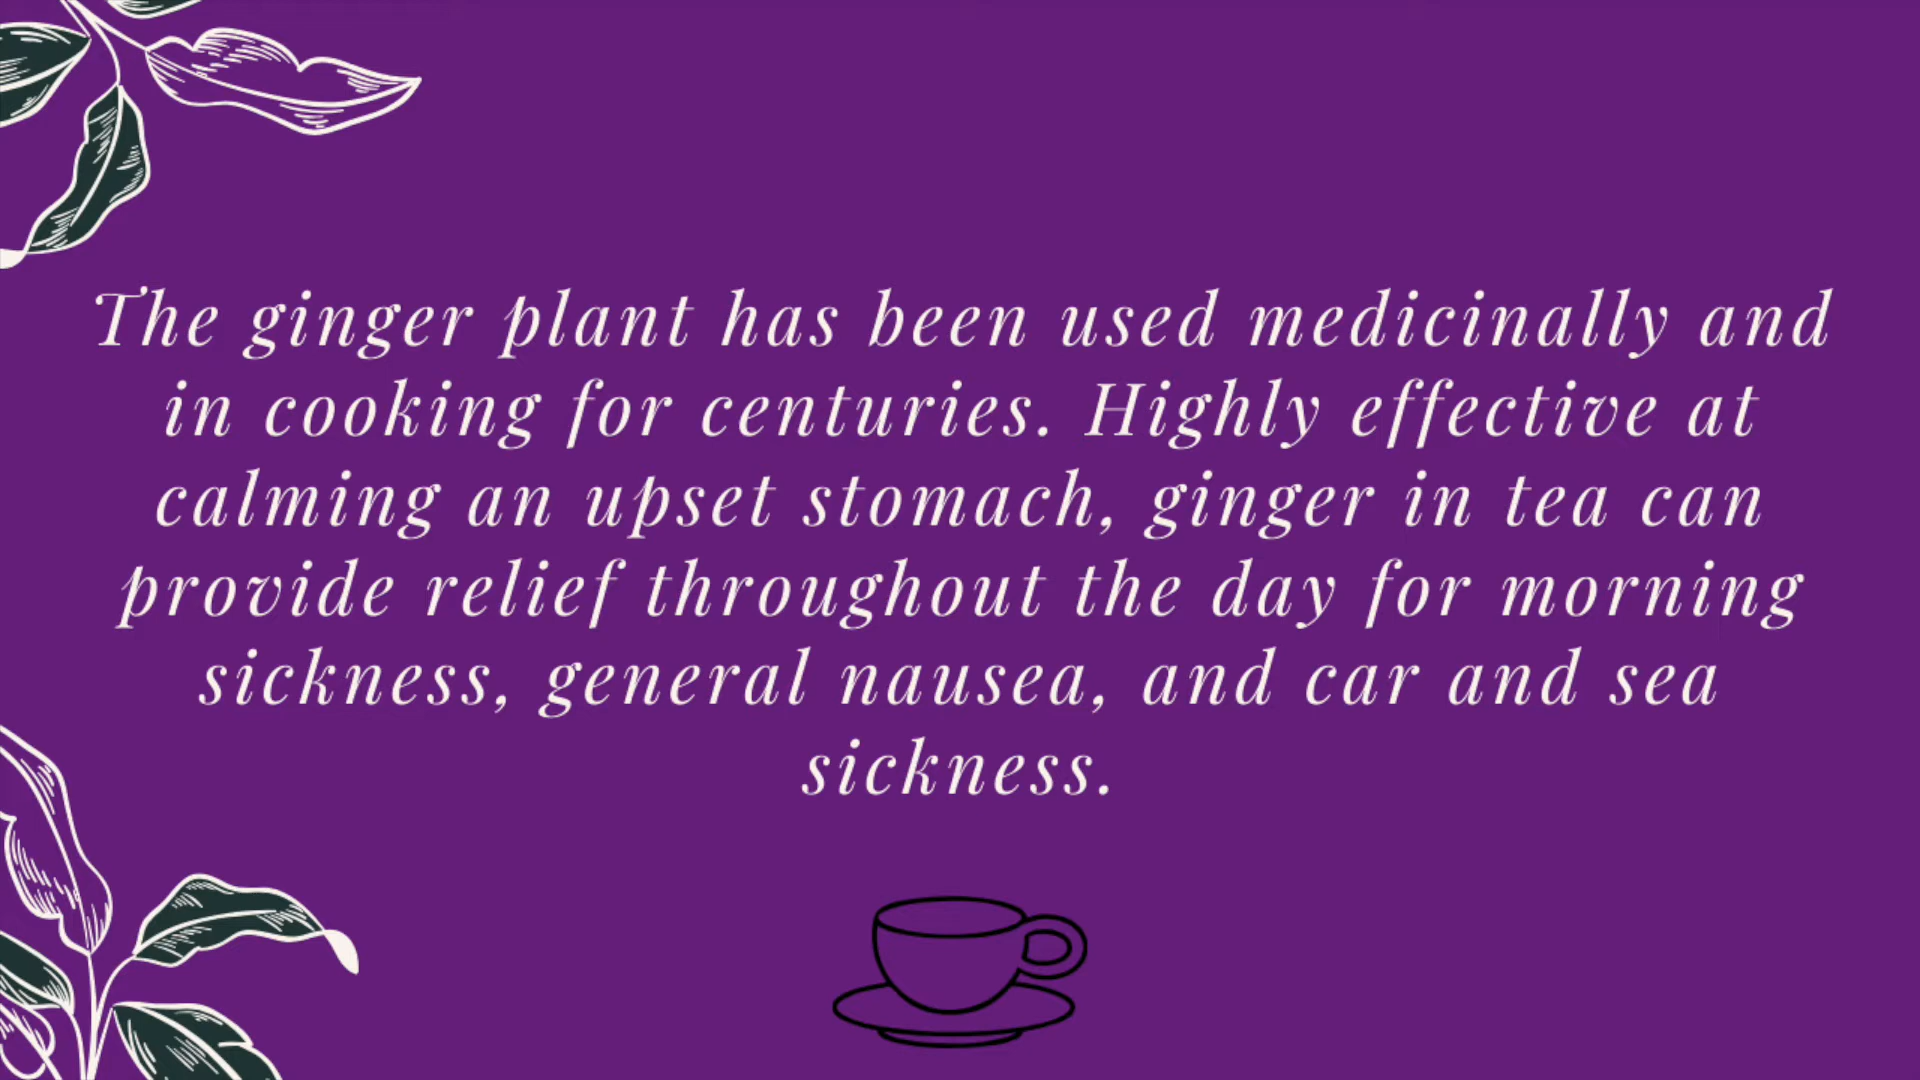 The ginger plant has been used medicinally and
in cooking for centuries. Highly effective at
calming an upset stomach, ginger in tea can
provide relief throughout the day for morning
sickness, general nausea, and car and sea
sickness.